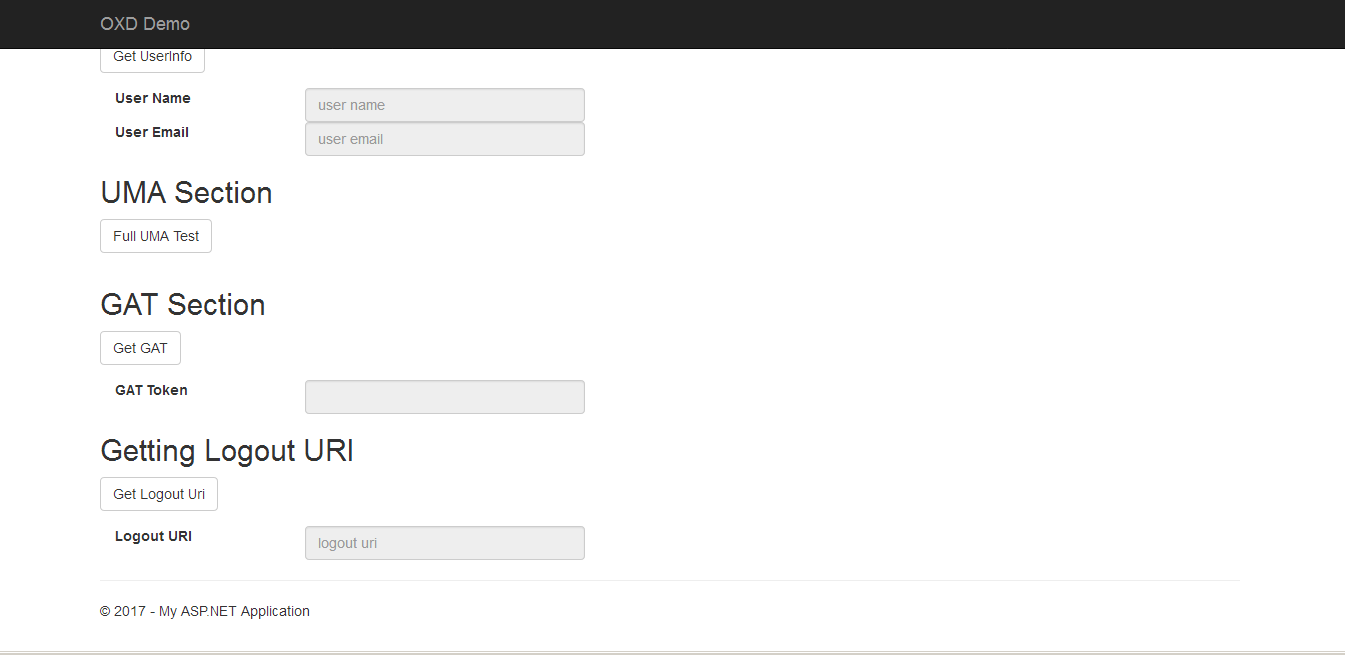 OXD Demo
Get UserInfo
User Name
user name
User Email
user email
UMA Section
Full UMA Test
GAT Section
Get GAT
GAT Token
Getting Logout URI
Get Logout Uri
Logout URI
logout uri
© 2017 - My ASP.NET Application